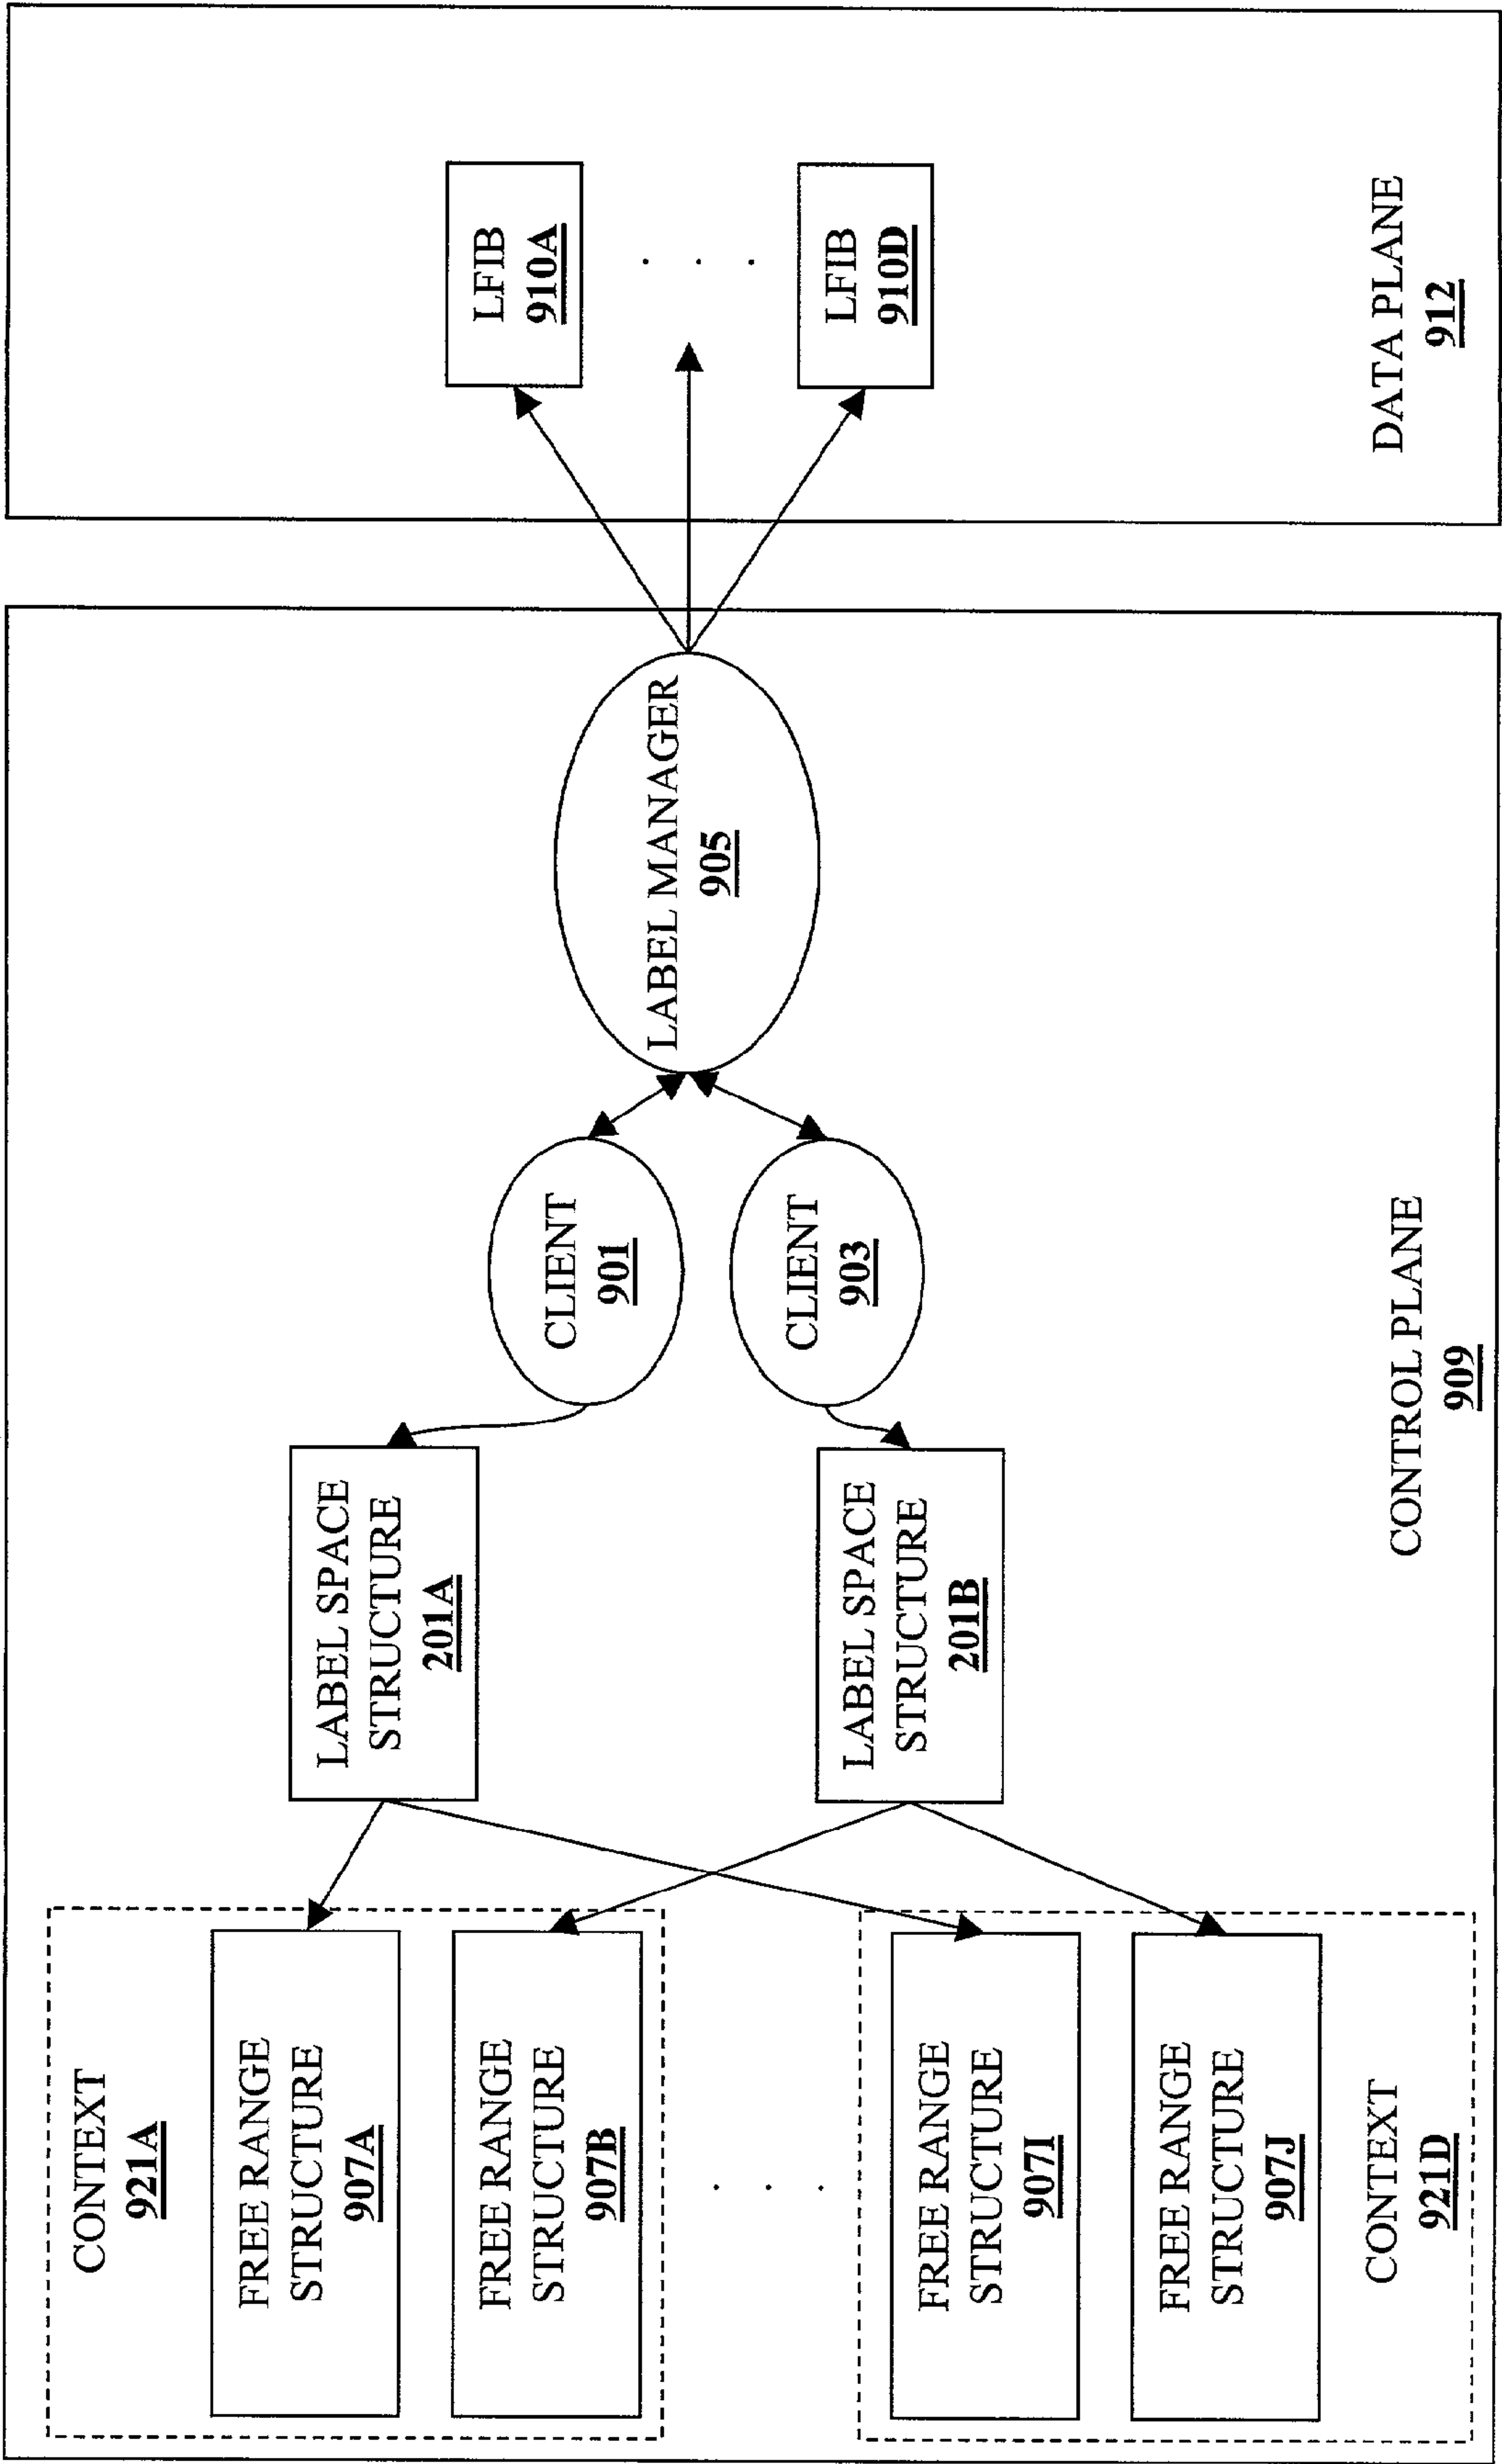 CONTEXT
921A
FREE RANGE
STRUCTURE
907A
FREE RANGE
STRUCTURE
907B
. . .
FREE RANGE
STRUCTURE
907I
FREE RANGE
STRUCTURE
907J
CONTEXT
921D
LABEL SPACE
STRUCTURE
201A
LABEL SPACE
STRUCTURE
201B
CLIENT
901
CLIENT
903
LABEL MANAGER
905
CONTROL PLANE
909
LFIB
910A
. . .
LFIB
910D
DATA PLANE
912